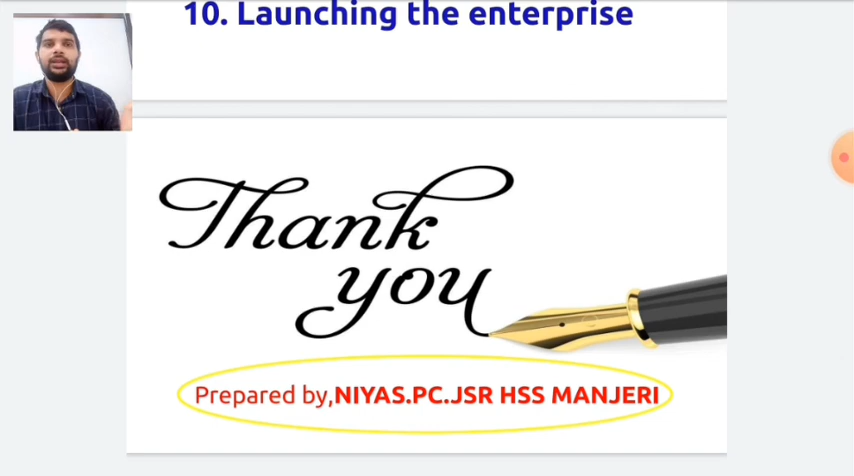 10. Launching the enterprise
Thank
you
Prepared by,NIYAS.PC.JSR HSS MANJERI